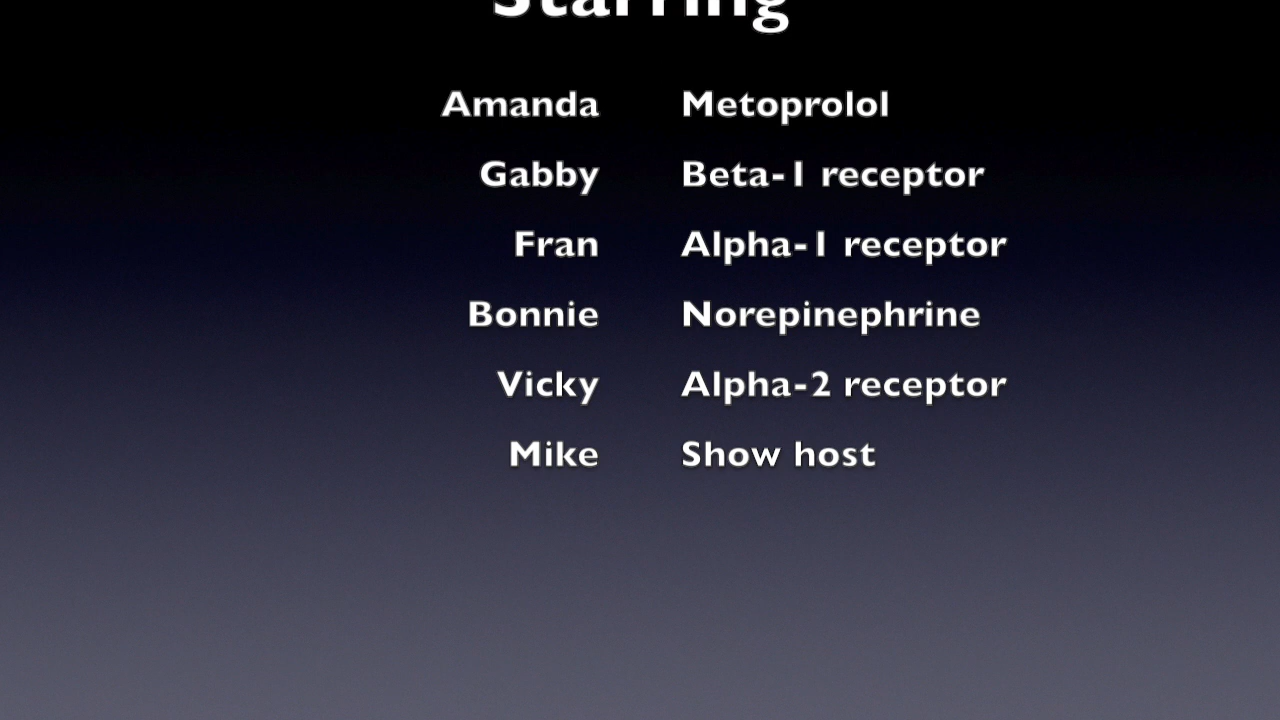 Starring
Amanda Metoprolol
Gabby Beta-1 receptor
Fran Alpha-1 receptor
Bonnie Norepinephrine
Vicky Alpha-2 receptor
Mike Show host